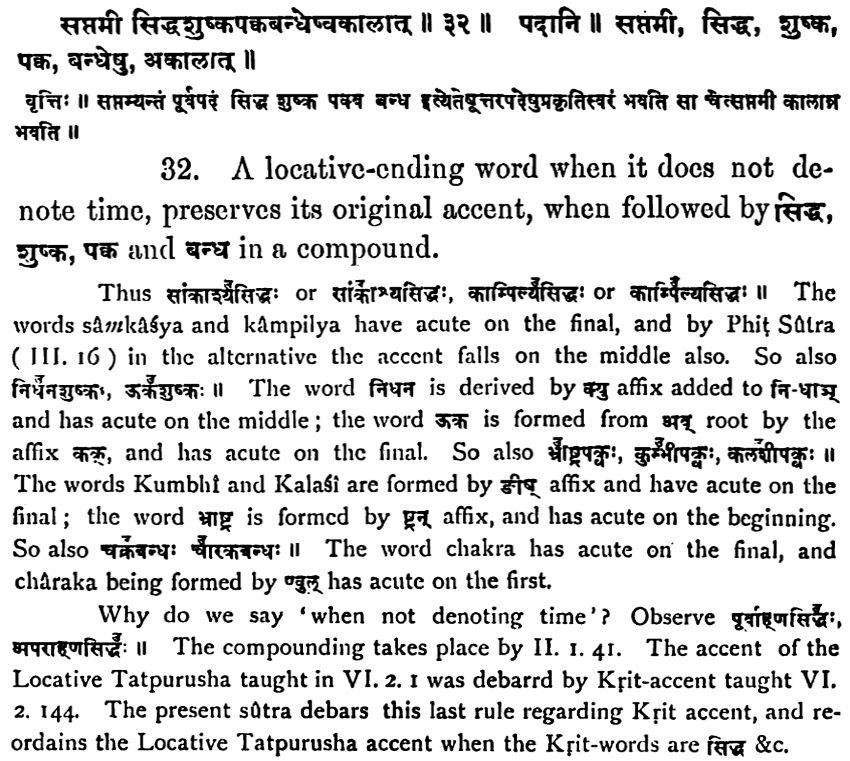 सप्तमी सिद्धशुष्कपक्कबन्धेष्वकालात् ॥ ३२ ॥ पदानि ॥ सप्तमी, सिद्ध, शुष्क,
पक्क, बन्धेषु, अकालात् ॥
वृत्तिः ॥ सप्तम्यन्तं पूर्वपदं सिद्ध शुष्क पक्व बन्ध इत्येतेषूत्तरपदेषुप्रकृतिस्वरं भवति सा चेत्सप्तमी कालान्न
भवति ॥
32. A locative-ending word when it does not de-
note time, preserves its original accent, when followed by सिद्ध,
शुष्क, पक्क and बन्ध in a compound.
Thus सांकाश्यै॑सिद्धः or सांका॑श्यसिद्धः, काम्पिल्यै॑सिद्धः or काम्पि॑ल्यसिद्धः ॥ The
words sâmkâśya and kâmpilya have acute on the final, and by Phiṭ Sûtra
( III. 16 ) in the alternative the accent falls on the middle also. So also
निध॑नशुष्कः, ऊक॑शुष्कः ॥ The word निधन is derived by क्यु affix added to नि-धाञ्
and has acute on the middle; the word ऊक्र is formed from अव् root by the
affix कक्, and has acute on the final. So also भ्रा॑ष्ट्रपक्कः, कुम्भी॑पक्कः, कलशी॑पक्कः ॥
The words Kumbhî and Kalaśî are formed by ङीष् affix and have acute on the
final; the word भ्राष्ट्र is formed by ष्ट्रन् affix, and has acute on the beginning.
So also चक्र॑बन्धः चा॑रकबन्धः ॥ The word chakra has acute on the final, and
châraka being formed by ण्वुल् has acute on the first.
Why do we say 'when not denoting time'? Observe पूर्वाह्णसिद्धः॑,
अपराह्णसिद्धः॑ ॥ The compounding takes place by II. 1. 41. The accent of the
Locative Tatpurusha taught in VI. 2. 1 was debarrd by Kṛit-accent taught VI.
2. 144. The present sûtra debars this last rule regarding Kṛit accent, and re-
ordains the Locative Tatpurusha accent when the Kṛit-words are सिद्ध &c.